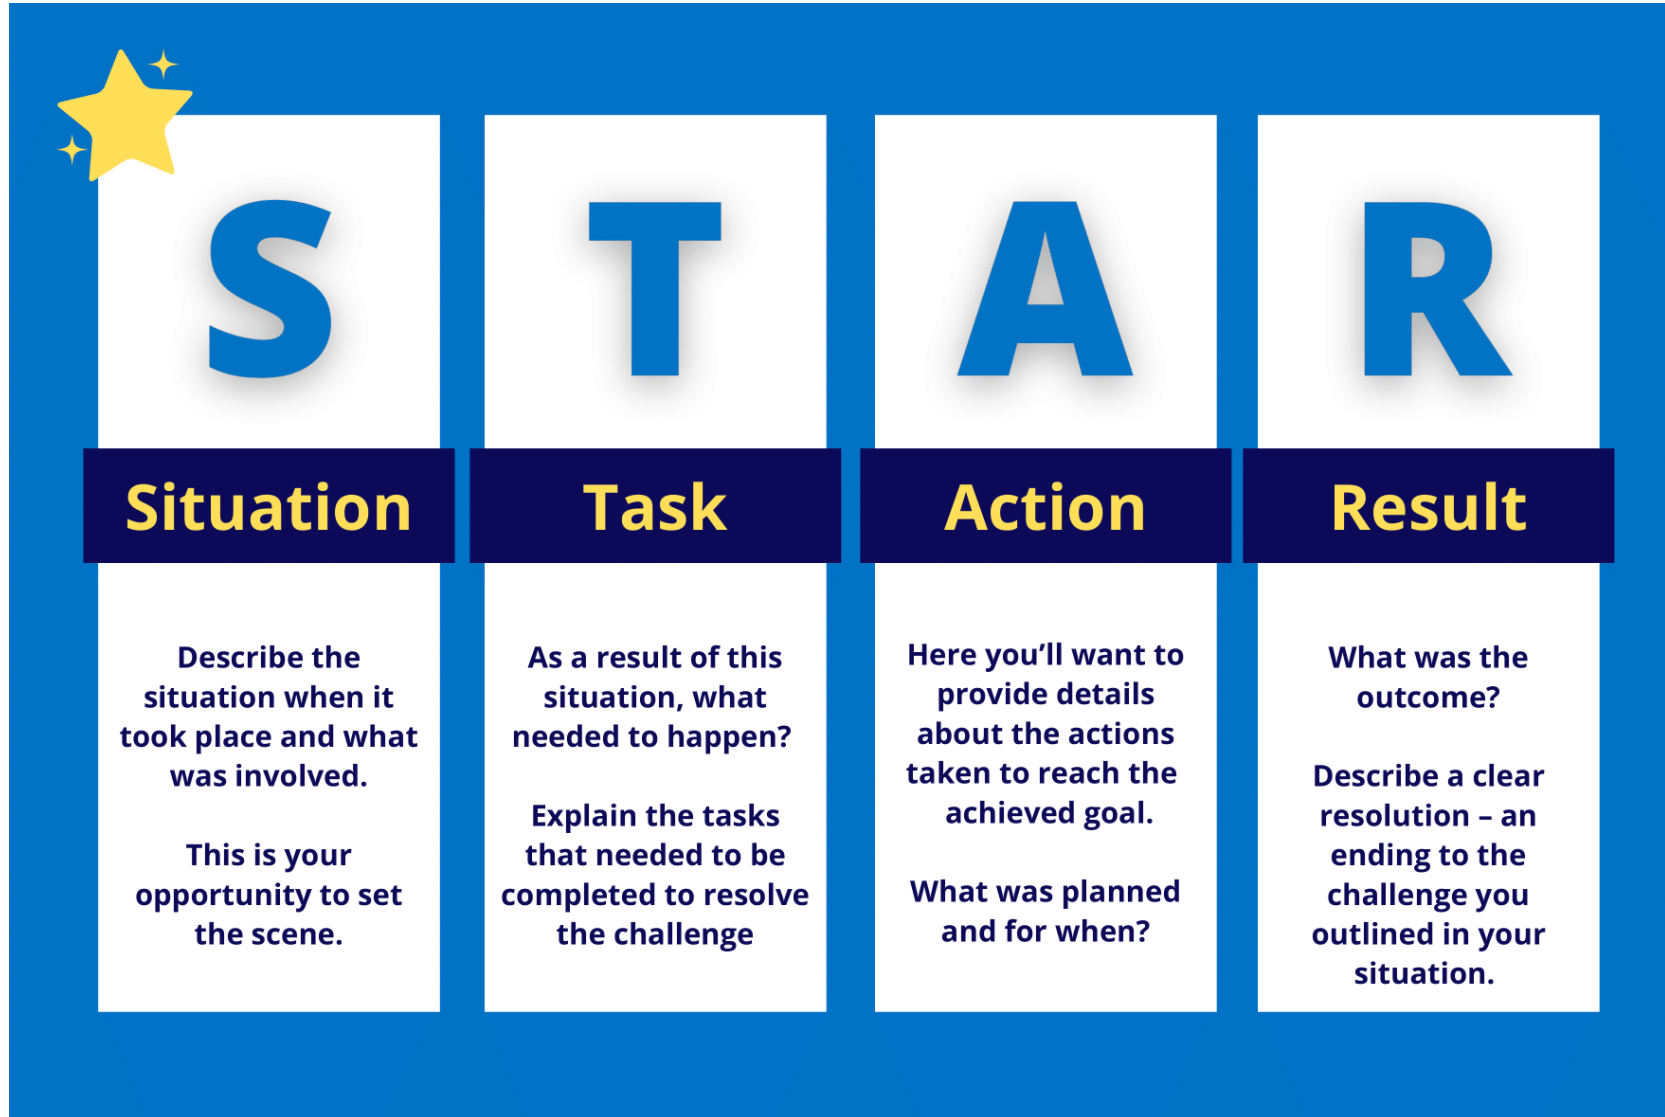 S
Situation
Describe the
situation when it
took place and what
was involved.
This is your
opportunity to set
the scene.
T
Task
As a result of this
situation, what
needed to happen?
Explain the tasks
that needed to be
completed to resolve
the challenge
A
Action
Here you’ll want to
provide details
about the actions
taken to reach the
achieved goal.
What was planned
and for when?
R
Result
What was the
outcome?
Describe a clear
resolution – an
ending to the
challenge you
outlined in your
situation.